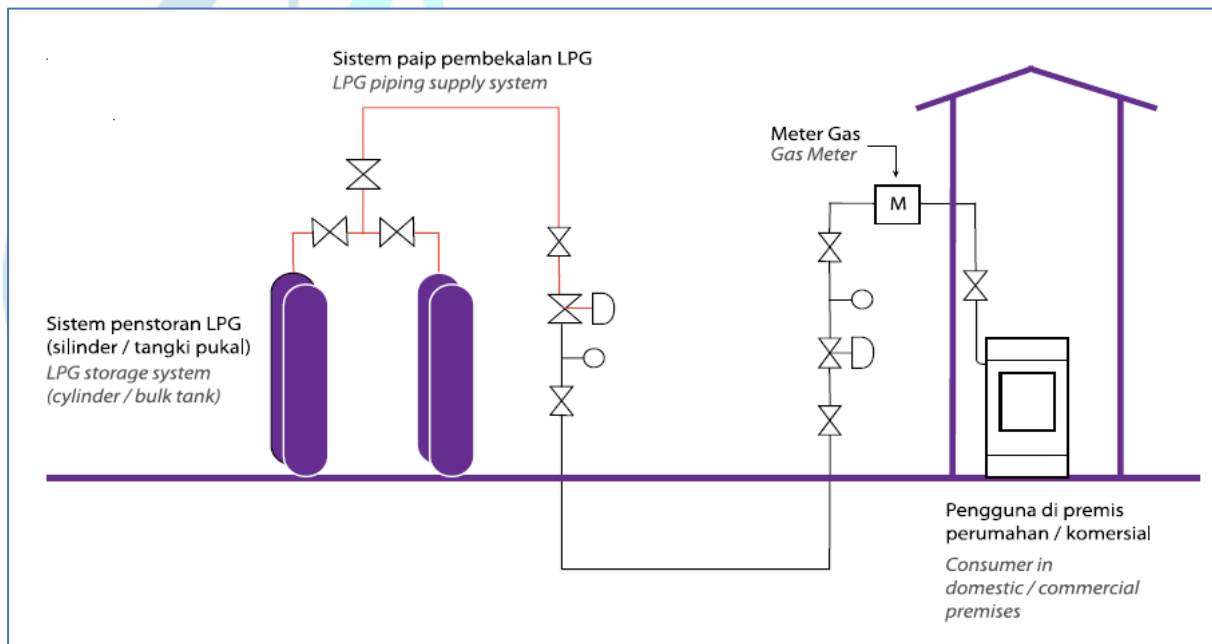 Sistem paip pembekalan LPG
LPG piping supply system
Meter Gas
Gas Meter
M
Sistem penstoran LPG
(silinder / tangki pukal)
LPG storage system
(cylinder / bulk tank)
Pengguna di premis
perumahan / komersial
Consumer in
domestic / commercial
premises